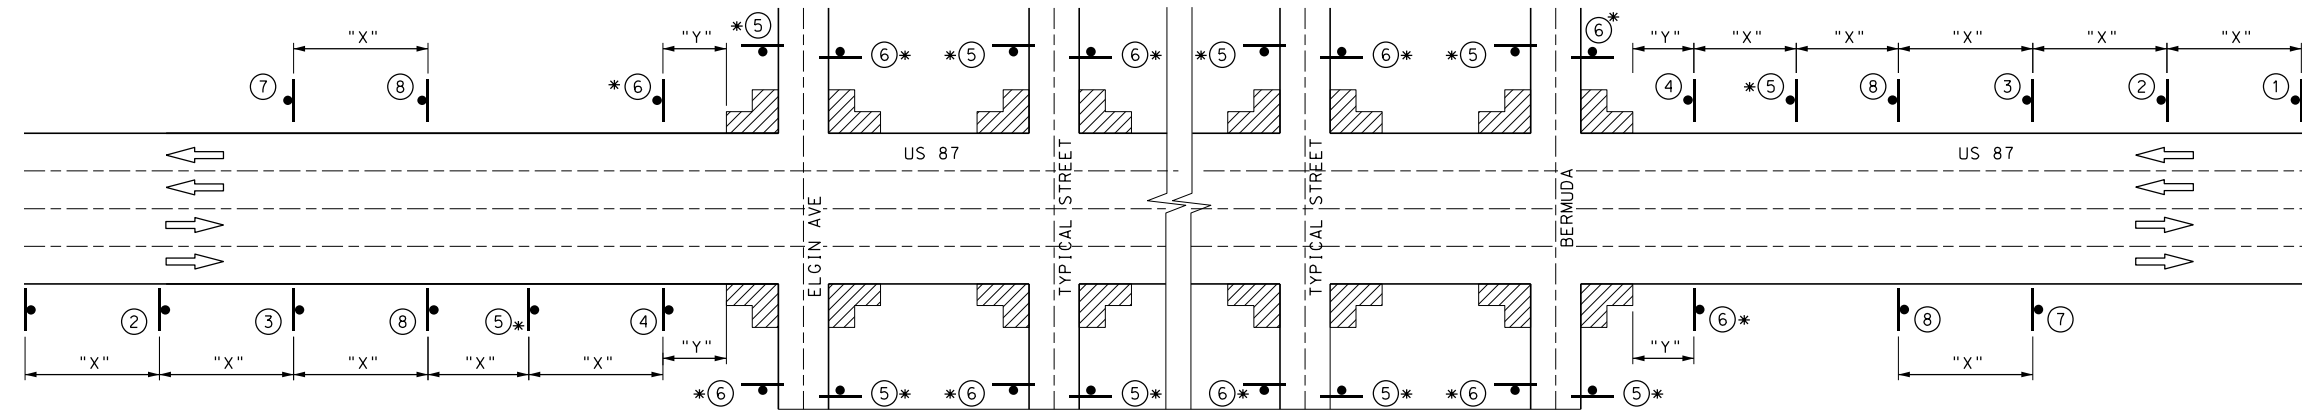 *5
6*
*5
6*
*5
6*
*5
6*
"X"
"Y"
"Y"
"X"
"X"
"X"
"X"
"X"
7
8
*6
4
*5
8
3
2
1
US 87
US 87
ELGIN AVE
TYPICAL STREET
TYPICAL STREET
BERMUDA
2
3
8
5*
4
6*
8
7
"X"
"X"
"X"
"X"
"X"
"Y"
"Y"
"X"
*6
5*
*6
5*
6*
5*
*6
5*